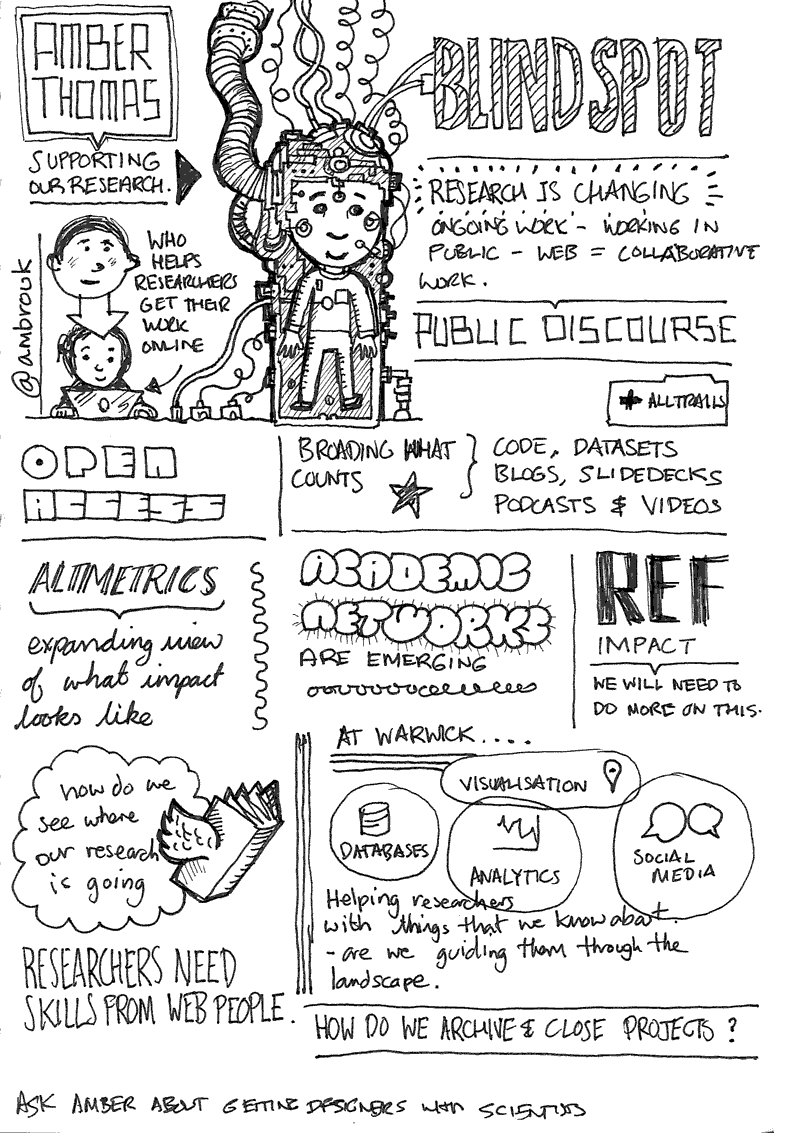 AMBER
THOMAS
SUPPORTING
OUR RESEARCH.
@ambrouk
WHO
HELPS
RESEARCHERS
GET THEIR
WORK
ONLINE
BLINDSPOT
RESEARCH IS CHANGING
ONGOING WORK - WORKING IN
PUBLIC - WEB = COLLABORATIVE
WORK.
PUBLIC DISCOURSE
+ ALLTRAILS
OPEN
ACCESS
BROADING WHAT
COUNTS
CODE, DATASETS
BLOGS, SLIDEDECKS
PODCASTS & VIDEOS
ALTMETRICS
expanding view
of what impact
looks like
ACADEMIC
NETWORKS
ARE EMERGING
REF
IMPACT
WE WILL NEED TO
DO MORE ON THIS.
how do we
see where
our research
is going
RESEARCHERS NEED
SKILLS FROM WEB PEOPLE.
AT WARWICK....
VISUALISATION
DATABASES
ANALYTICS
SOCIAL
MEDIA
Helping researchers
with things that we know about.
- are we guiding them through the
landscape.
HOW DO WE ARCHIVE & CLOSE PROJECTS ?
ASK AMBER ABOUT GETTING DESIGNERS WITH SCIENTISTS